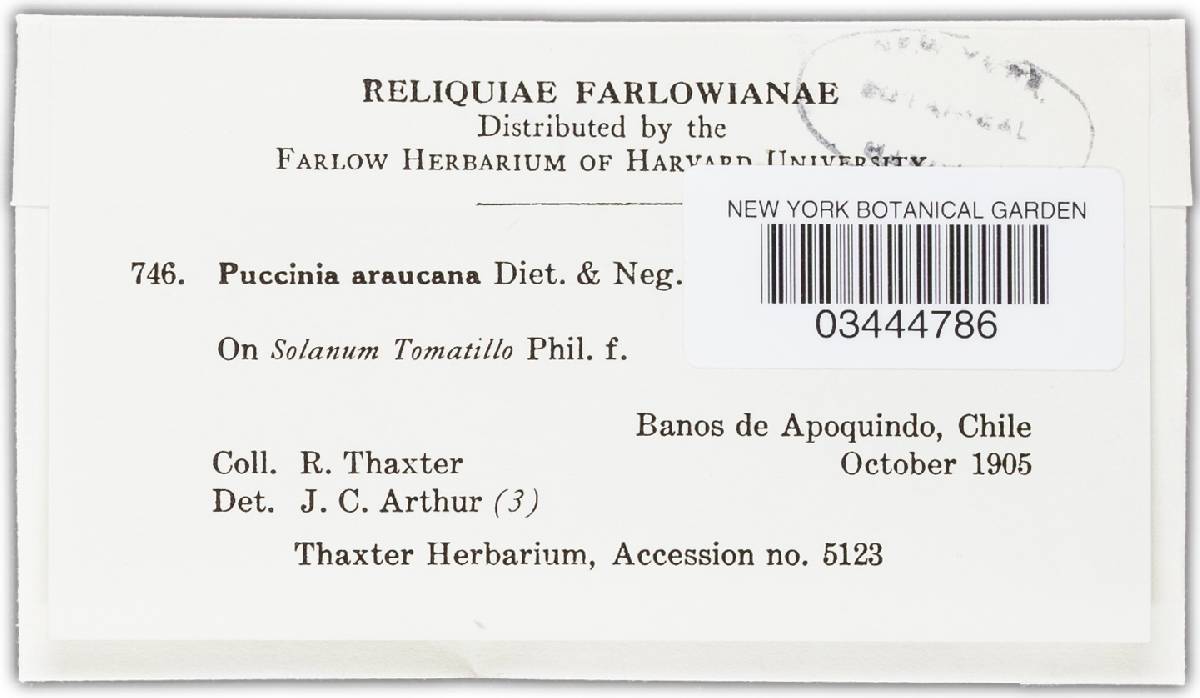 RELIQUIAE FARLOWIANAE
Distributed by the
FARLOW HERBARIUM OF HARVARD UNIVERSITY
NEW YORK BOTANICAL GARDEN
03444786
746. Puccinia araucana Diet. & Neg.
On Solanum Tomatillo Phil. f.
Banos de Apoquindo, Chile
October 1905
Coll. R. Thaxter
Det. J. C. Arthur (3)
Thaxter Herbarium, Accession no. 5123